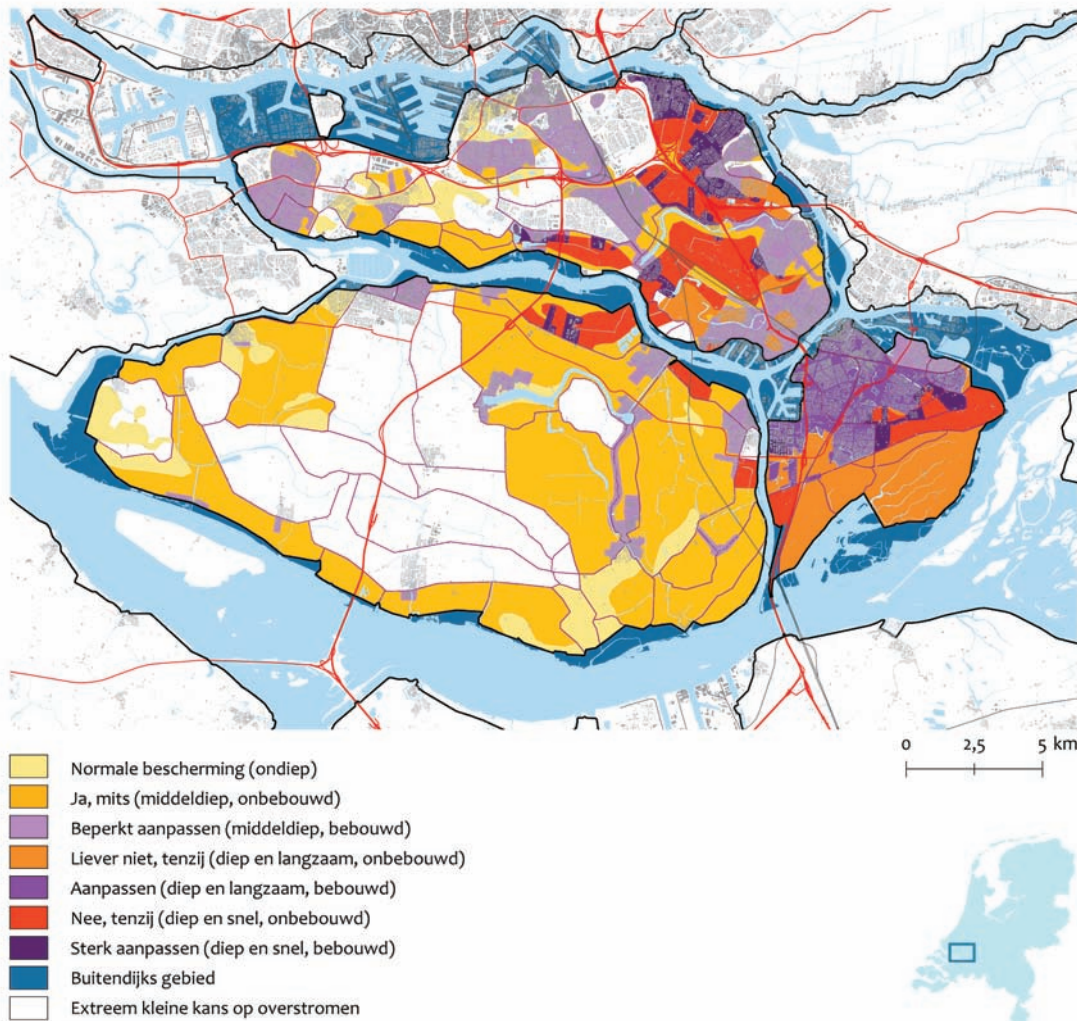 0 2,5 5 km
Normale bescherming (ondiep)
Ja, mits (middeldiep, onbebouwd)
Beperkt aanpassen (middeldiep, bebouwd)
Liever niet, tenzij (diep en langzaam, onbebouwd)
Aanpassen (diep en langzaam, bebouwd)
Nee, tenzij (diep en snel, onbebouwd)
Sterk aanpassen (diep en snel, bebouwd)
Buitendijks gebied
Extreem kleine kans op overstromen